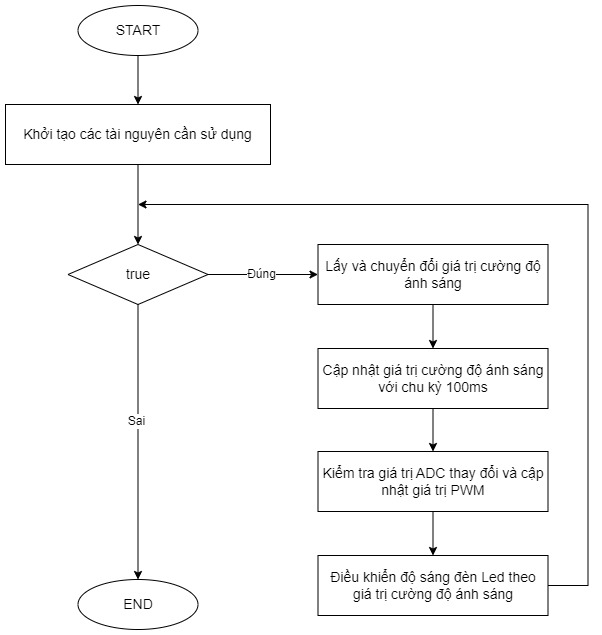 START
Khởi tạo các tài nguyên cần sử dụng
true
Đúng
Lấy và chuyển đổi giá trị cường độ
ánh sáng
Cập nhật giá trị cường độ ánh sáng
với chu kỳ 100ms
Sai
Kiểm tra giá trị ADC thay đổi và cập
nhật giá trị PWM
Điều khiển độ sáng đèn Led theo
giá trị cường độ ánh sáng
END